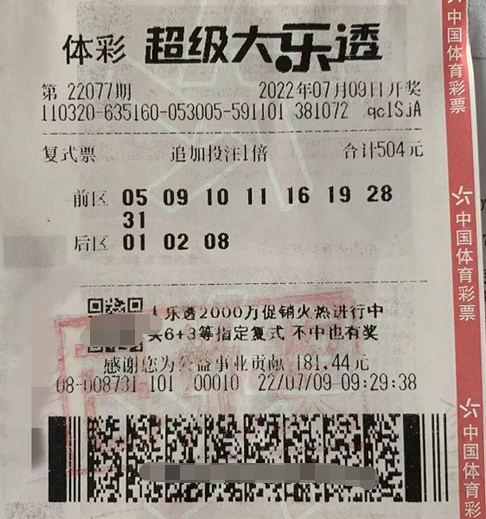 体彩 超级大乐透
第 22077期 2022年07月09日开奖
110320-635160-053005-591101 381072 qc1SjA
复式票 追加投注1倍 合计504元
前区 05 09 10 11 16 19 28
31
后区 01 02 08
乐透2000万促销火热进行中
6+3等指定复式 不中也有奖
感谢您为公益事业贡献 181.44元
08-008731-101 00010 22/07/09 09:29:38
中国体育彩票
中国体育彩票
中国体育彩票